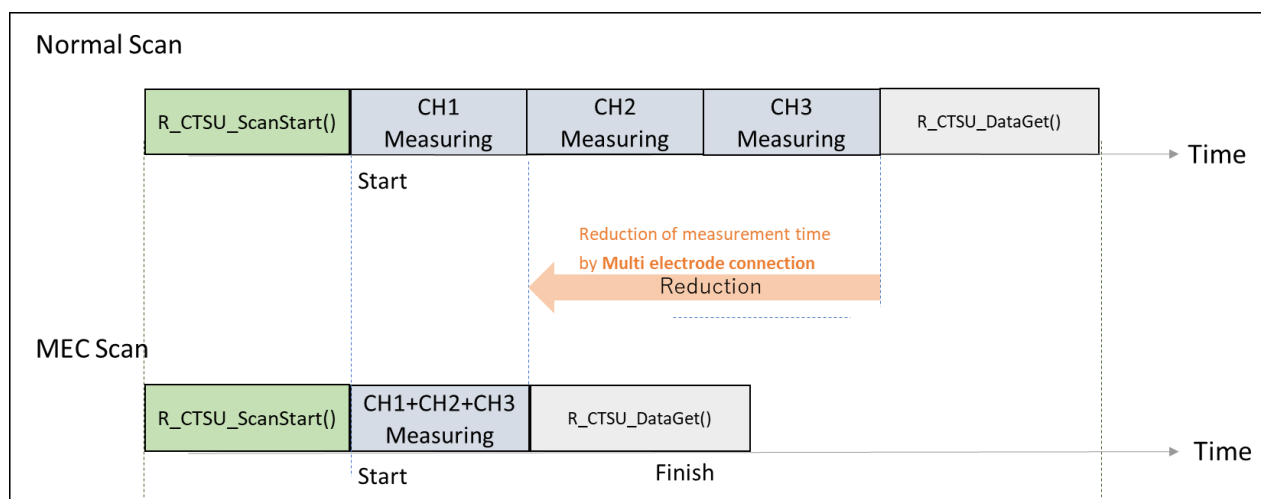 Normal Scan
R_CTSU_ScanStart()
CH1
Measuring
CH2
Measuring
CH3
Measuring
R_CTSU_DataGet()
Time
Start
Reduction of measurement time
by Multi electrode connection
Reduction
MEC Scan
R_CTSU_ScanStart()
CH1+CH2+CH3
Measuring
R_CTSU_DataGet()
Time
Start
Finish